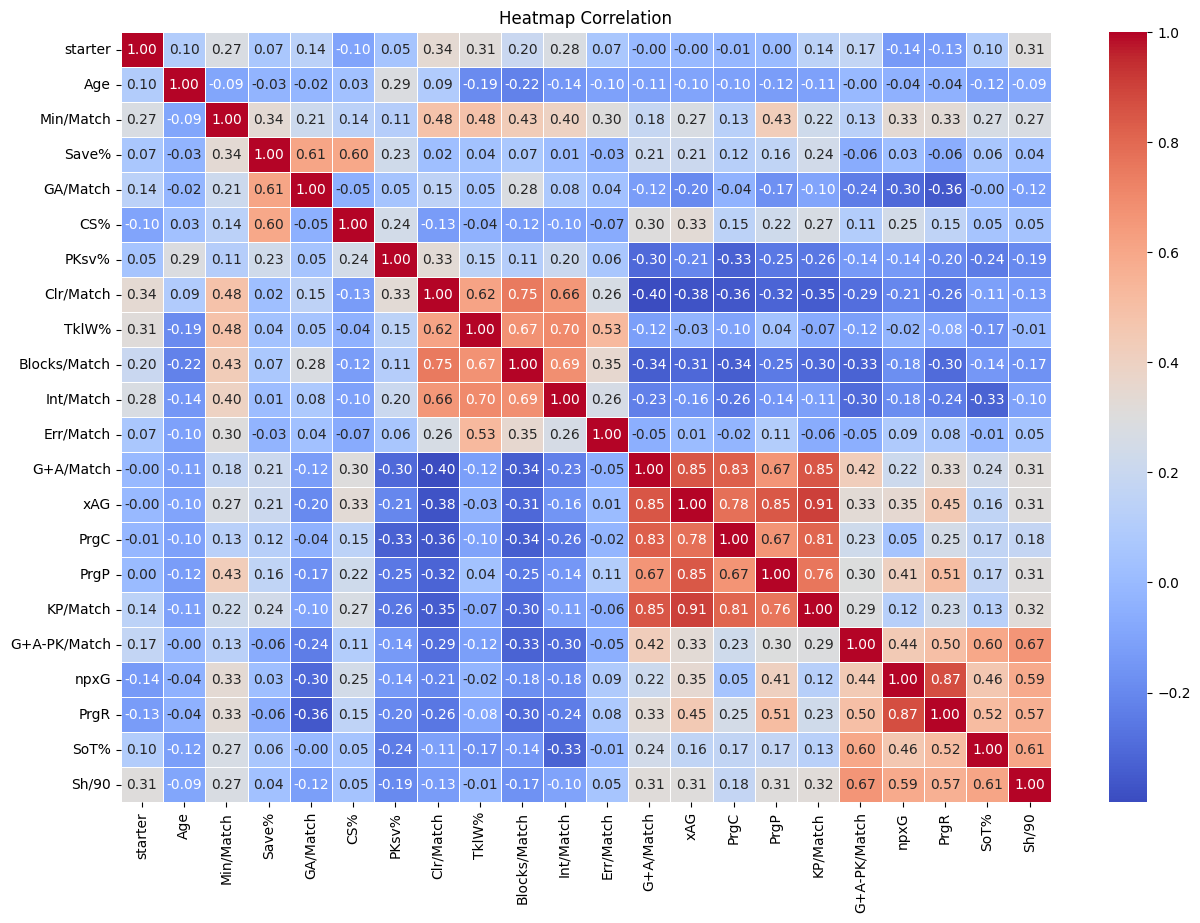 Heatmap Correlation
starter 1.00 0.10 0.27 0.07 0.14 -0.10 0.05 0.34 0.31 0.20 0.28 0.07 -0.00 -0.00 -0.01 0.00 0.14 0.17 -0.14 -0.13 0.10 0.31
Age 0.10 1.00 -0.09 -0.03 -0.02 0.03 0.29 0.09 -0.19 -0.22 -0.14 -0.10 -0.11 -0.10 -0.10 -0.12 -0.11 -0.00 -0.04 -0.04 -0.12 -0.09
Min/Match 0.27 -0.09 1.00 0.34 0.21 0.14 0.11 0.48 0.48 0.43 0.40 0.30 0.18 0.27 0.13 0.43 0.22 0.13 0.33 0.33 0.27 0.27
Save% 0.07 -0.03 0.34 1.00 0.61 0.60 0.23 0.02 0.04 0.07 0.01 -0.03 0.21 0.21 0.12 0.16 0.24 -0.06 0.03 -0.06 0.06 0.04
GA/Match 0.14 -0.02 0.21 0.61 1.00 -0.05 0.05 0.15 0.05 0.28 0.08 0.04 -0.12 -0.20 -0.04 -0.17 -0.10 -0.24 -0.30 -0.36 -0.00 -0.12
CS% -0.10 0.03 0.14 0.60 -0.05 1.00 0.24 -0.13 -0.04 -0.12 -0.10 -0.07 0.30 0.33 0.15 0.22 0.27 0.11 0.25 0.15 0.05 0.05
PKsv% 0.05 0.29 0.11 0.23 0.05 0.24 1.00 0.33 0.15 0.11 0.20 0.06 -0.30 -0.21 -0.33 -0.25 -0.26 -0.14 -0.14 -0.20 -0.24 -0.19
Clr/Match 0.34 0.09 0.48 0.02 0.15 -0.13 0.33 1.00 0.62 0.75 0.66 0.26 -0.40 -0.38 -0.36 -0.32 -0.35 -0.29 -0.21 -0.26 -0.11 -0.13
TklW% 0.31 -0.19 0.48 0.04 0.05 -0.04 0.15 0.62 1.00 0.67 0.70 0.53 -0.12 -0.03 -0.10 0.04 -0.07 -0.12 -0.02 -0.08 -0.17 -0.01
Blocks/Match 0.20 -0.22 0.43 0.07 0.28 -0.12 0.11 0.75 0.67 1.00 0.69 0.35 -0.34 -0.31 -0.34 -0.25 -0.30 -0.33 -0.18 -0.30 -0.14 -0.17
Int/Match 0.28 -0.14 0.40 0.01 0.08 -0.10 0.20 0.66 0.70 0.69 1.00 0.26 -0.23 -0.16 -0.26 -0.14 -0.11 -0.30 -0.18 -0.24 -0.33 -0.10
Err/Match 0.07 -0.10 0.30 -0.03 0.04 -0.07 0.06 0.26 0.53 0.35 0.26 1.00 -0.05 0.01 -0.02 0.11 -0.06 -0.05 0.09 0.08 -0.01 0.05
G+A/Match -0.00 -0.11 0.18 0.21 -0.12 0.30 -0.30 -0.40 -0.12 -0.34 -0.23 -0.05 1.00 0.85 0.83 0.67 0.85 0.42 0.22 0.33 0.24 0.31
xAG -0.00 -0.10 0.27 0.21 -0.20 0.33 -0.21 -0.38 -0.03 -0.31 -0.16 0.01 0.85 1.00 0.78 0.85 0.91 0.33 0.35 0.45 0.16 0.31
PrgC -0.01 -0.10 0.13 0.12 -0.04 0.15 -0.33 -0.36 -0.10 -0.34 -0.26 -0.02 0.83 0.78 1.00 0.67 0.81 0.23 0.05 0.25 0.17 0.18
PrgP 0.00 -0.12 0.43 0.16 -0.17 0.22 -0.25 -0.32 0.04 -0.25 -0.14 0.11 0.67 0.85 0.67 1.00 0.76 0.30 0.41 0.51 0.17 0.31
KP/Match 0.14 -0.11 0.22 0.24 -0.10 0.27 -0.26 -0.35 -0.07 -0.30 -0.11 -0.06 0.85 0.91 0.81 0.76 1.00 0.29 0.12 0.23 0.13 0.32
G+A-PK/Match 0.17 -0.00 0.13 -0.06 -0.24 0.11 -0.14 -0.29 -0.12 -0.33 -0.30 -0.05 0.42 0.33 0.23 0.30 0.29 1.00 0.44 0.50 0.60 0.67
npxG -0.14 -0.04 0.33 0.03 -0.30 0.25 -0.14 -0.21 -0.02 -0.18 -0.18 0.09 0.22 0.35 0.05 0.41 0.12 0.44 1.00 0.87 0.46 0.59
PrgR -0.13 -0.04 0.33 -0.06 -0.36 0.15 -0.20 -0.26 -0.08 -0.30 -0.24 0.08 0.33 0.45 0.25 0.51 0.23 0.50 0.87 1.00 0.52 0.57
SoT% 0.10 -0.12 0.27 0.06 -0.00 0.05 -0.24 -0.11 -0.17 -0.14 -0.33 -0.01 0.24 0.16 0.17 0.17 0.13 0.60 0.46 0.52 1.00 0.61
Sh/90 0.31 -0.09 0.27 0.04 -0.12 0.05 -0.19 -0.13 -0.01 -0.17 -0.10 0.05 0.31 0.31 0.18 0.31 0.32 0.67 0.59 0.57 0.61 1.00
starter Age Min/Match Save% GA/Match CS% PKsv% Clr/Match TklW% Blocks/Match Int/Match Err/Match G+A/Match xAG PrgC PrgP KP/Match G+A-PK/Match npxG PrgR SoT% Sh/90
1.0
0.8
0.6
0.4
0.2
0.0
−0.2